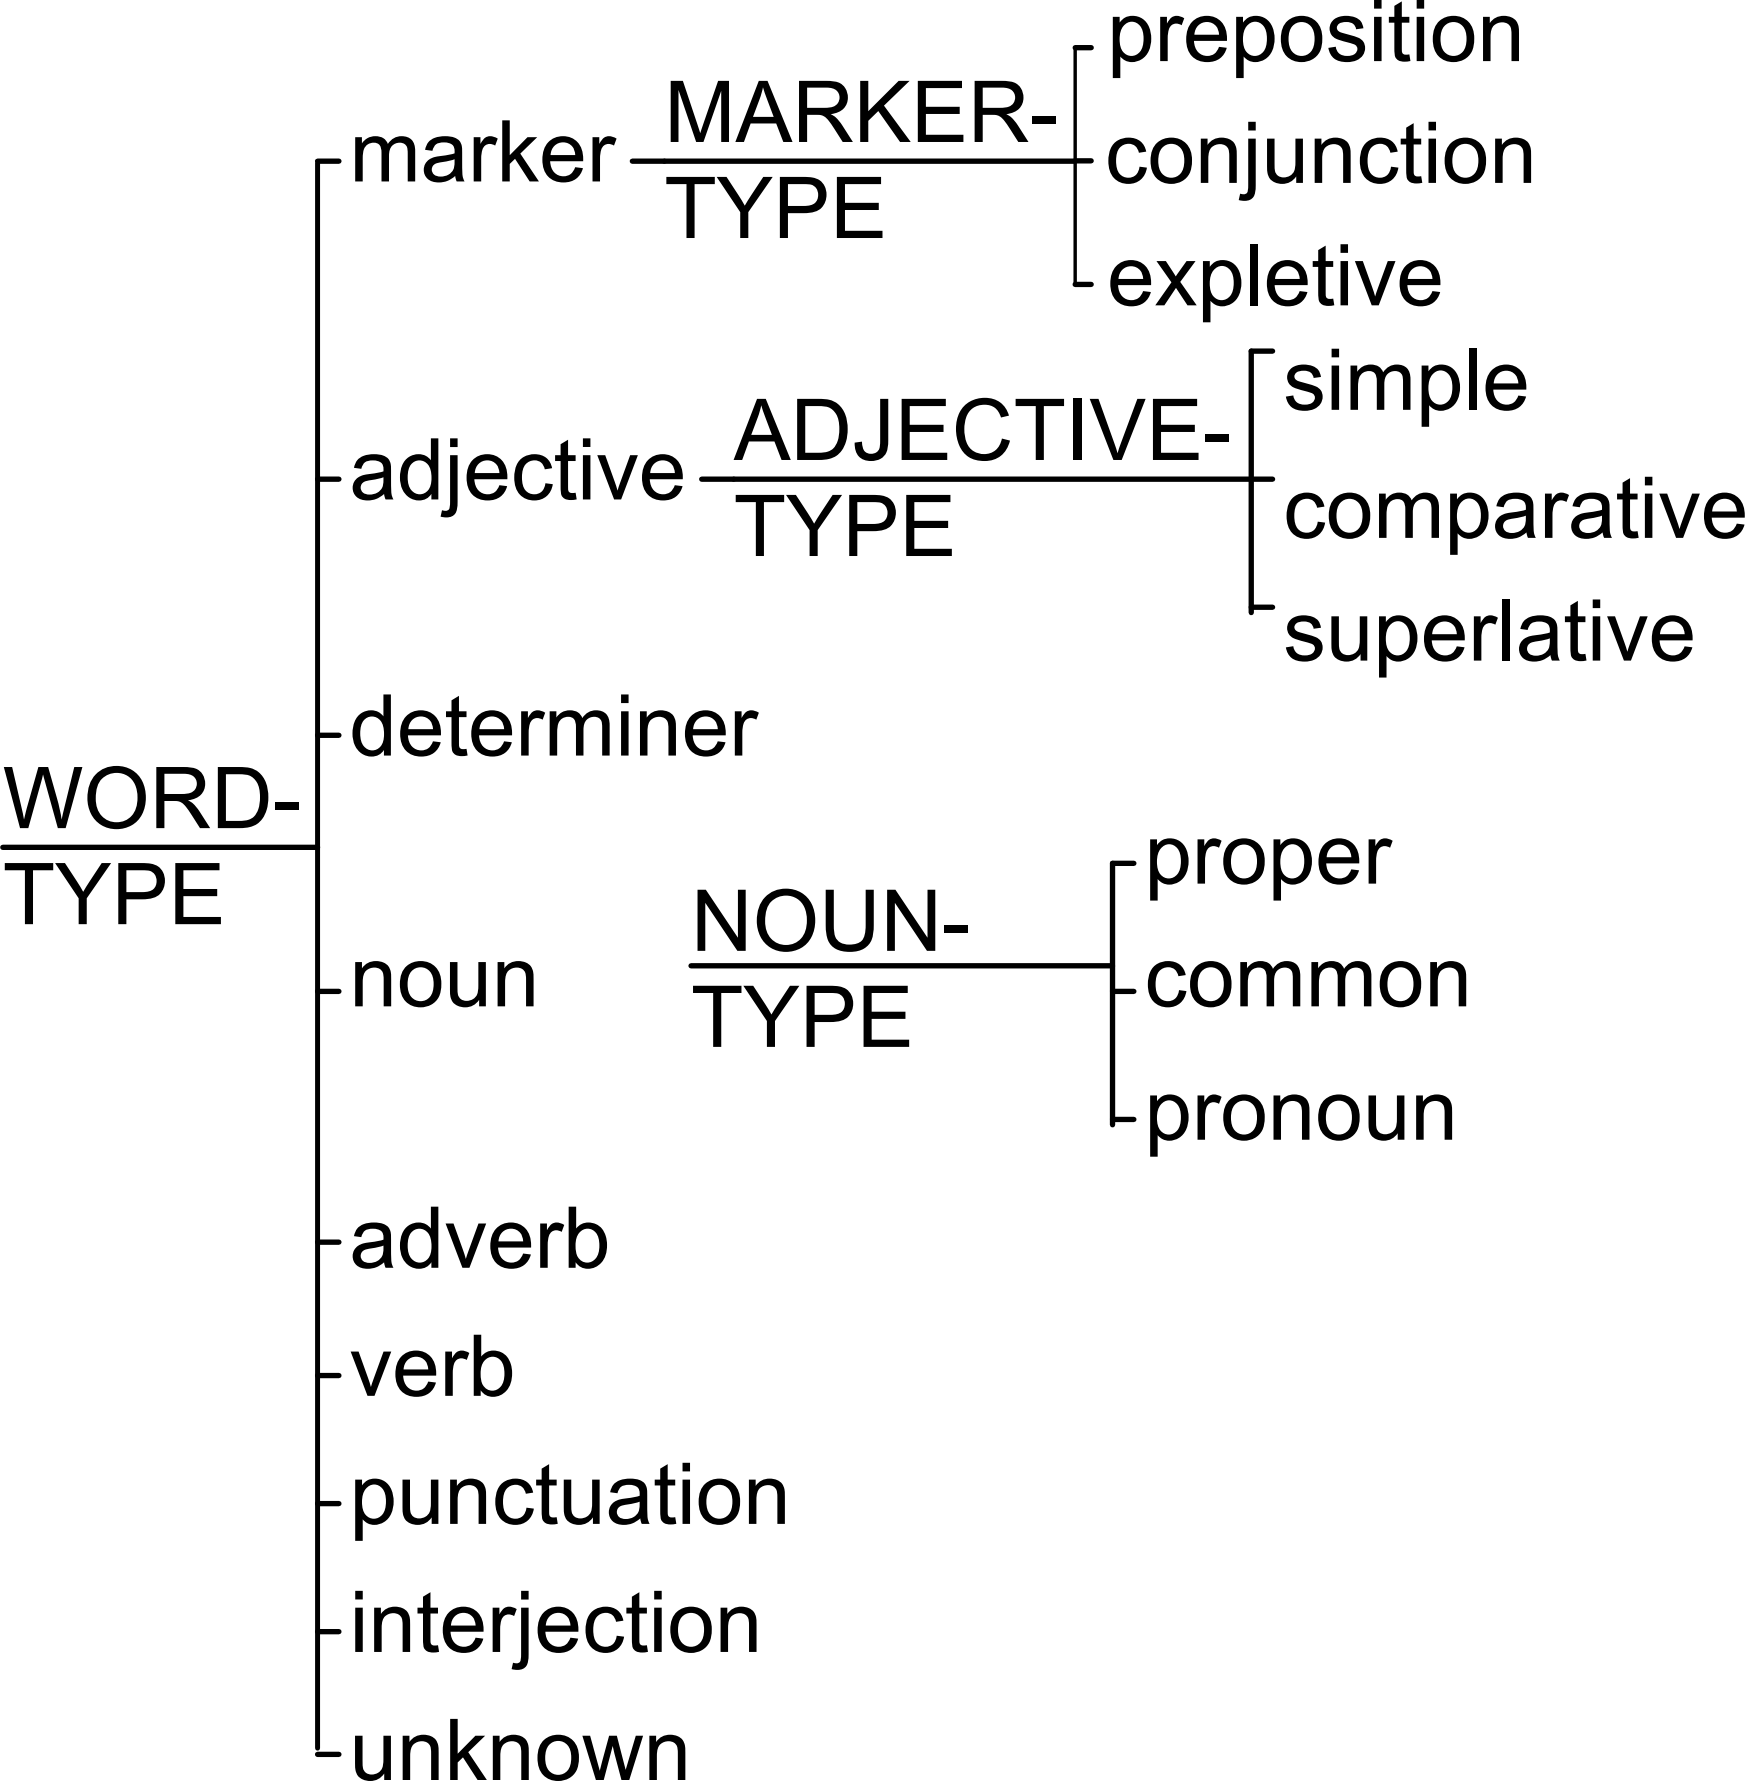 preposition
marker
MARKER-
TYPE
conjunction
expletive
simple
adjective
ADJECTIVE-
TYPE
comparative
superlative
determiner
WORD-
TYPE
proper
noun
NOUN-
TYPE
common
pronoun
adverb
verb
punctuation
interjection
unknown